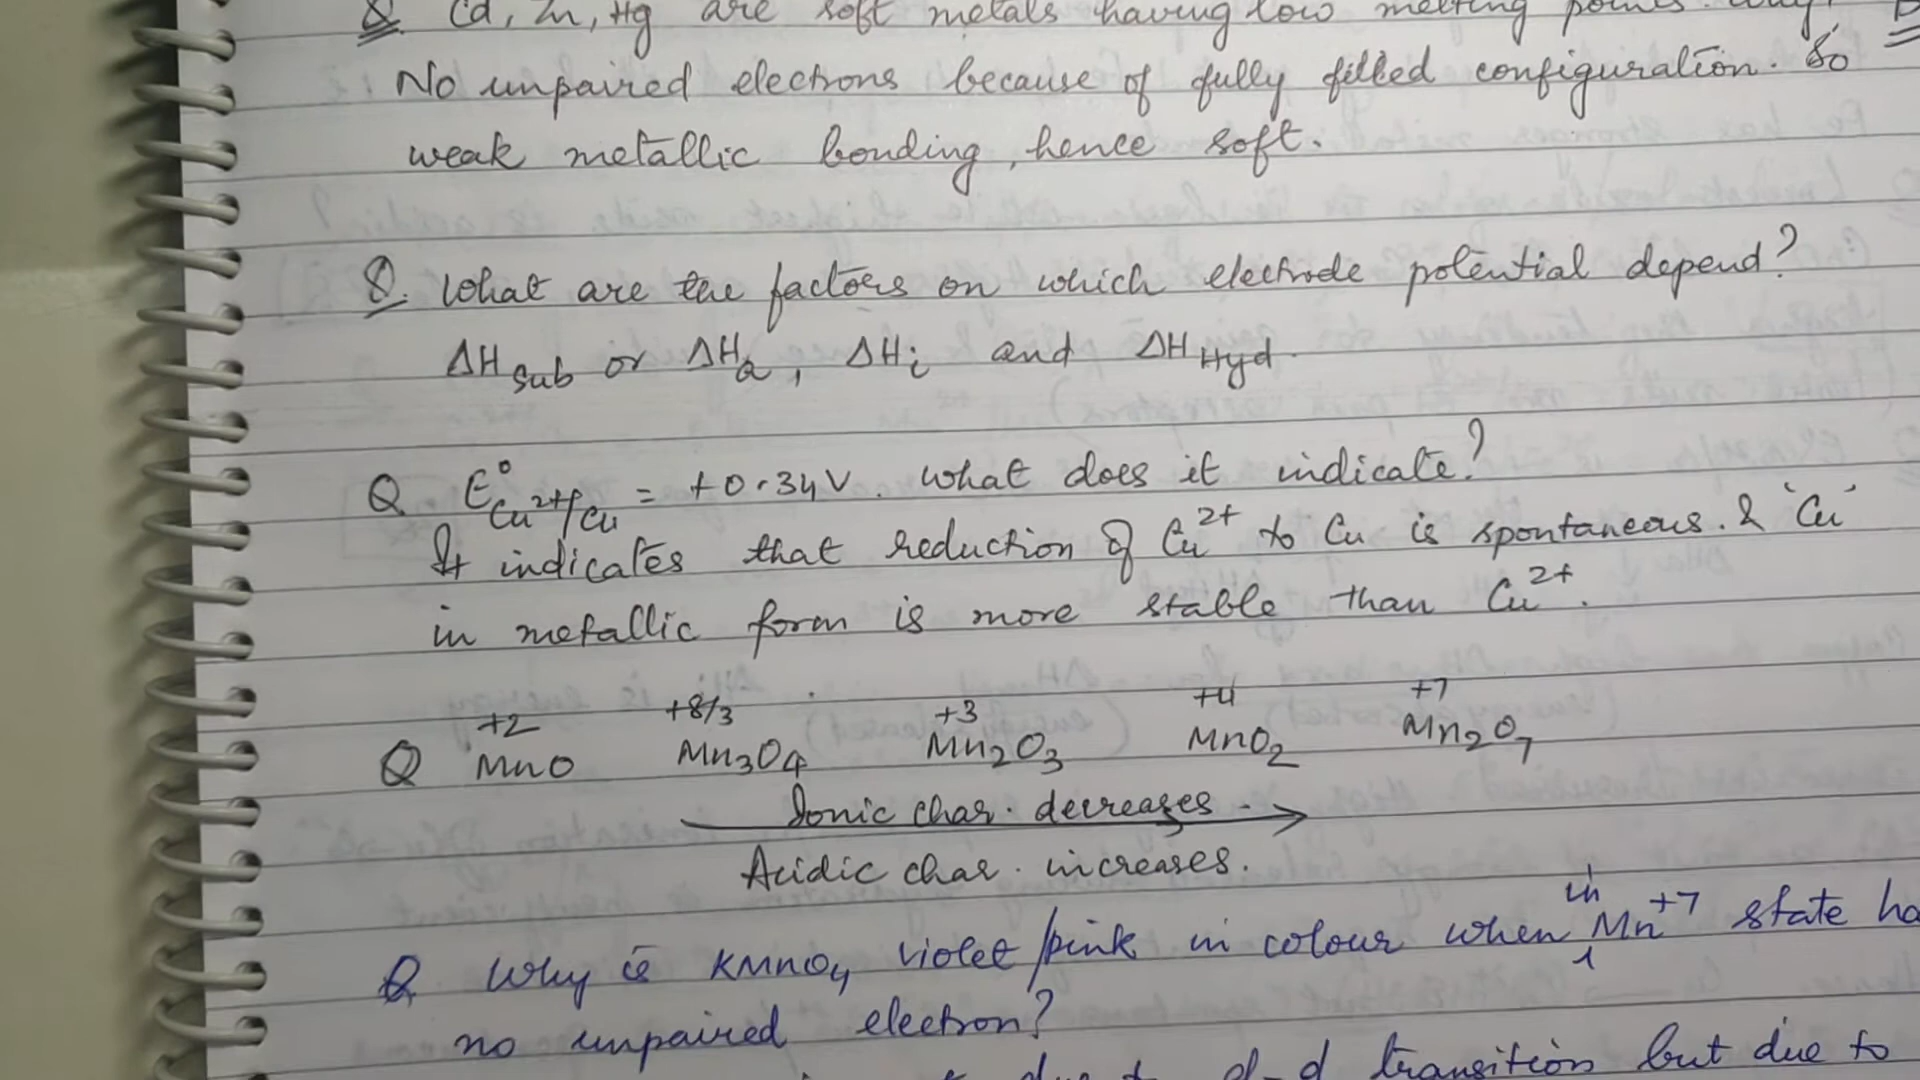 Q Cd, Zn, Hg are soft metals having low melting points. Why?
No unpaired electrons because of fully filled configuration. So
weak metallic bonding, hence soft.
Q. What are the factors on which electrode potential depend?
ΔH sub or ΔHa, ΔHi and ΔH Hyd.
Q E°Cu²⁺/Cu = +0.34V. What does it indicate?
It indicates that reduction of Cu²⁺ to Cu is spontaneous. & 'Cu'
in metallic form is more stable than Cu²⁺.
+2 +8/3 +3 +4 +7
Q MnO Mn₃O₄ Mn₂O₃ MnO₂ Mn₂O₇
Ionic char. decreases.
Acidic char. increases.
Q Why is KMnO₄ violet/pink in colour when in Mn⁺⁷ state ha
no unpaired electron?
d-d transition but due to